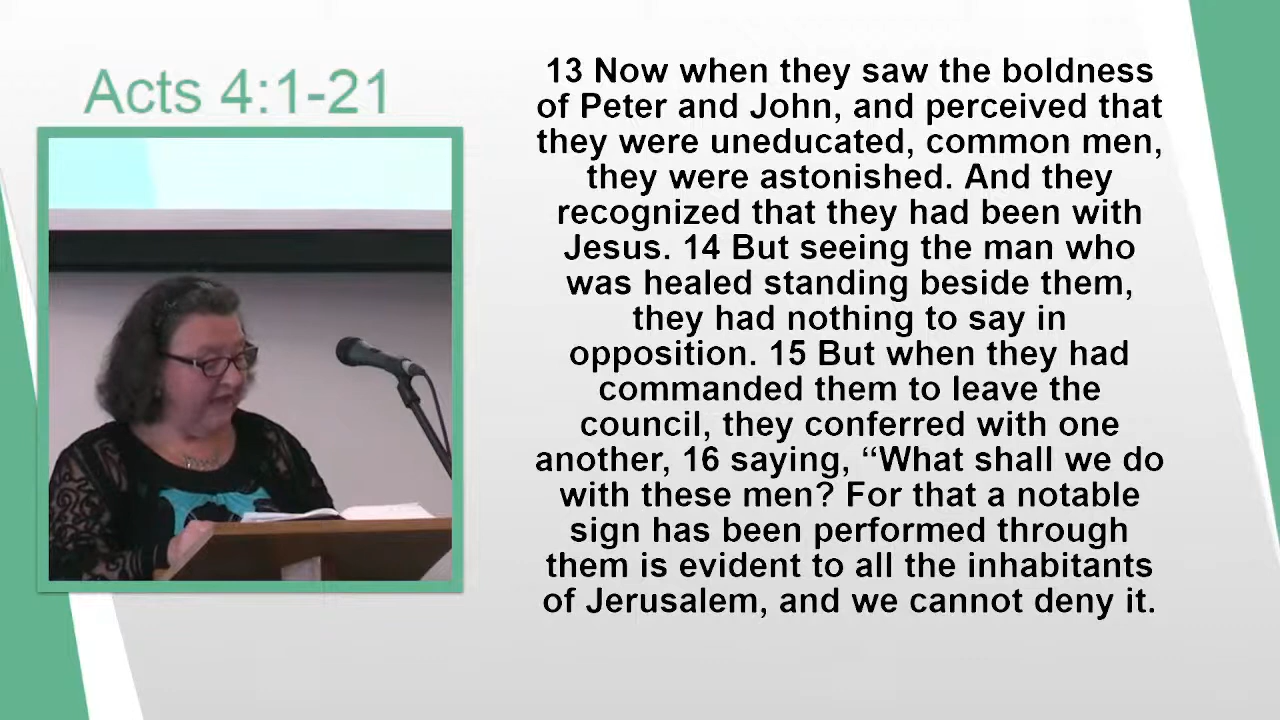 Acts 4:1-21
13 Now when they saw the boldness
of Peter and John, and perceived that
they were uneducated, common men,
they were astonished. And they
recognized that they had been with
Jesus. 14 But seeing the man who
was healed standing beside them,
they had nothing to say in
opposition. 15 But when they had
commanded them to leave the
council, they conferred with one
another, 16 saying, “What shall we do
with these men? For that a notable
sign has been performed through
them is evident to all the inhabitants
of Jerusalem, and we cannot deny it.